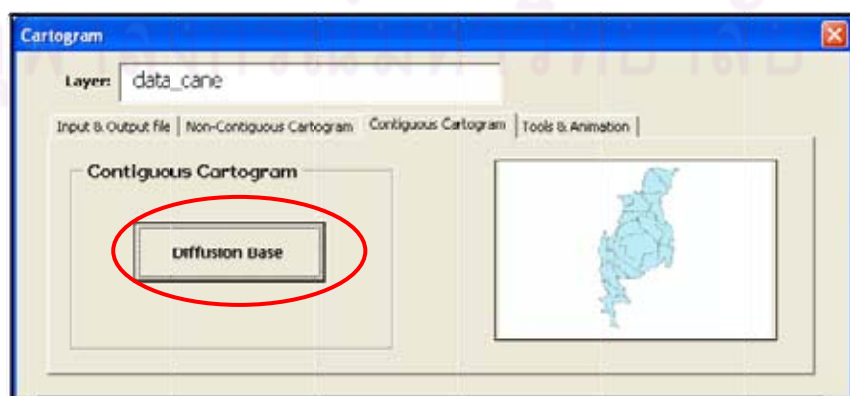 Cartogram
Layer: data_cane
Input & Output file Non-Contiguous Cartogram Contiguous Cartogram Tools & Animation
Contiguous Cartogram
Diffusion Base